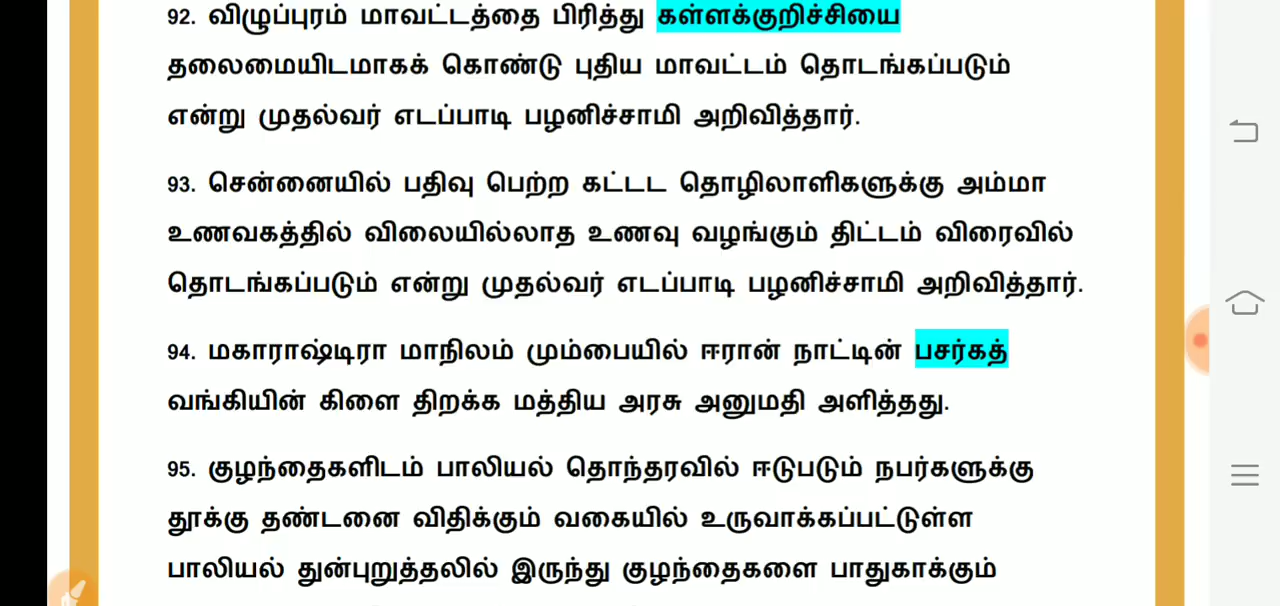 92. விழுப்புரம் மாவட்டத்தை பிரித்து கள்ளக்குறிச்சியை
தலைமையிடமாகக் கொண்டு புதிய மாவட்டம் தொடங்கப்படும்
என்று முதல்வர் எடப்பாடி பழனிச்சாமி அறிவித்தார்.
93. சென்னையில் பதிவு பெற்ற கட்டட தொழிலாளிகளுக்கு அம்மா
உணவகத்தில் விலையில்லாத உணவு வழங்கும் திட்டம் விரைவில்
தொடங்கப்படும் என்று முதல்வர் எடப்பாடி பழனிச்சாமி அறிவித்தார்.
94. மகாராஷ்டிரா மாநிலம் மும்பையில் ஈரான் நாட்டின் பசர்கத்
வங்கியின் கிளை திறக்க மத்திய அரசு அனுமதி அளித்தது.
95. குழந்தைகளிடம் பாலியல் தொந்தரவில் ஈடுபடும் நபர்களுக்கு
தூக்கு தண்டனை விதிக்கும் வகையில் உருவாக்கப்பட்டுள்ள
பாலியல் துன்புறுத்தலில் இருந்து குழந்தைகளை பாதுகாக்கும்